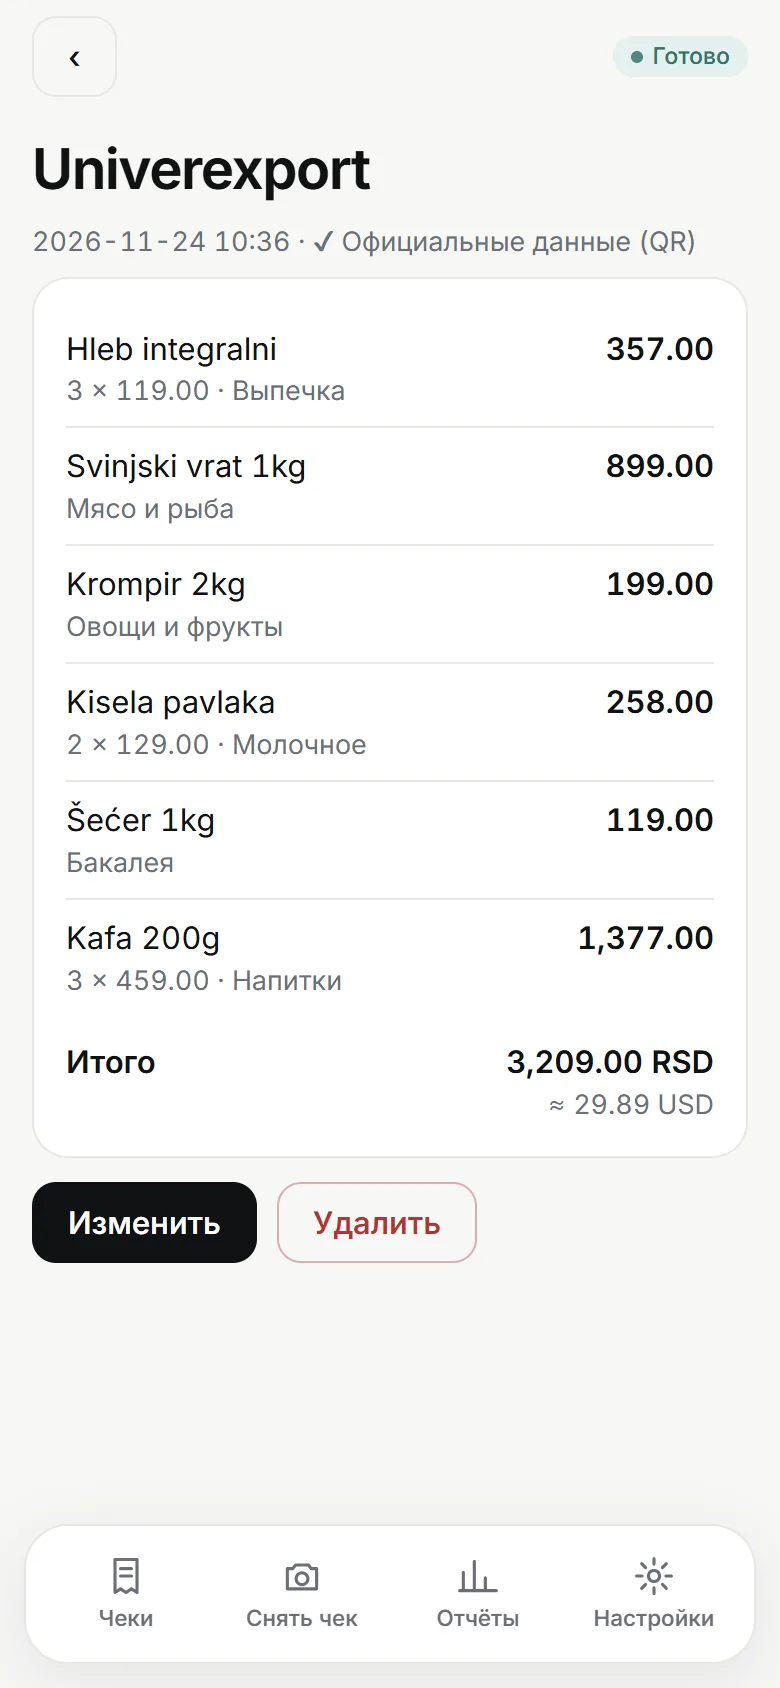 ‹
Готово
Univerexport
2026-11-24 10:36 · ✓ Официальные данные (QR)
Hleb integralni 357.00
3 × 119.00 · Выпечка
Svinjski vrat 1kg 899.00
Мясо и рыба
Krompir 2kg 199.00
Овощи и фрукты
Kisela pavlaka 258.00
2 × 129.00 · Молочное
Šećer 1kg 119.00
Бакалея
Kafa 200g 1,377.00
3 × 459.00 · Напитки
Итого 3,209.00 RSD
≈ 29.89 USD
Изменить Удалить
Чеки Снять чек Отчёты Настройки